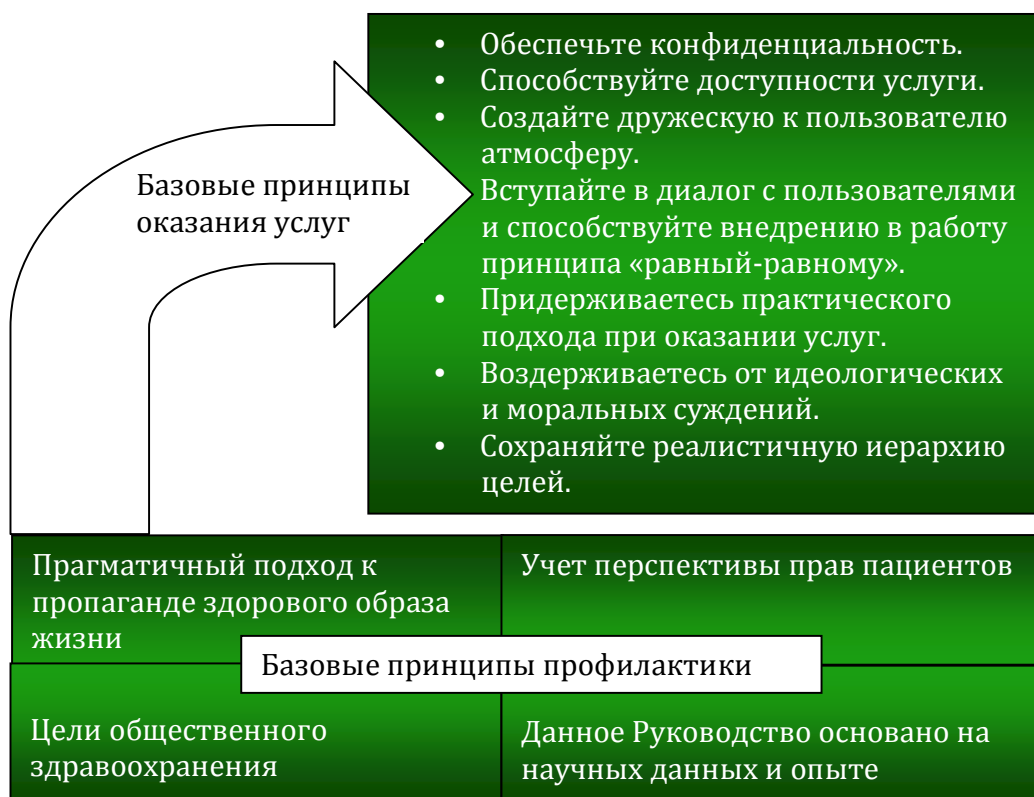 • Обеспечьте конфиденциальность.
• Способствуйте доступности услуги.
• Создайте дружескую к пользователю
атмосферу.
Вступайте в диалог с пользователями
и способствуйте внедрению в работу
принципа «равный-равному».
• Придерживаетесь практического
подхода при оказании услуг.
• Воздерживаетесь от идеологических
и моральных суждений.
• Сохраняйте реалистичную иерархию
целей.
Базовые принципы
оказания услуг
Прагматичный подход к
пропаганде здорового образа
жизни
Учет перспективы прав пациентов
Базовые принципы профилактики
Цели общественного
здравоохранения
Данное Руководство основано на
научных данных и опыте